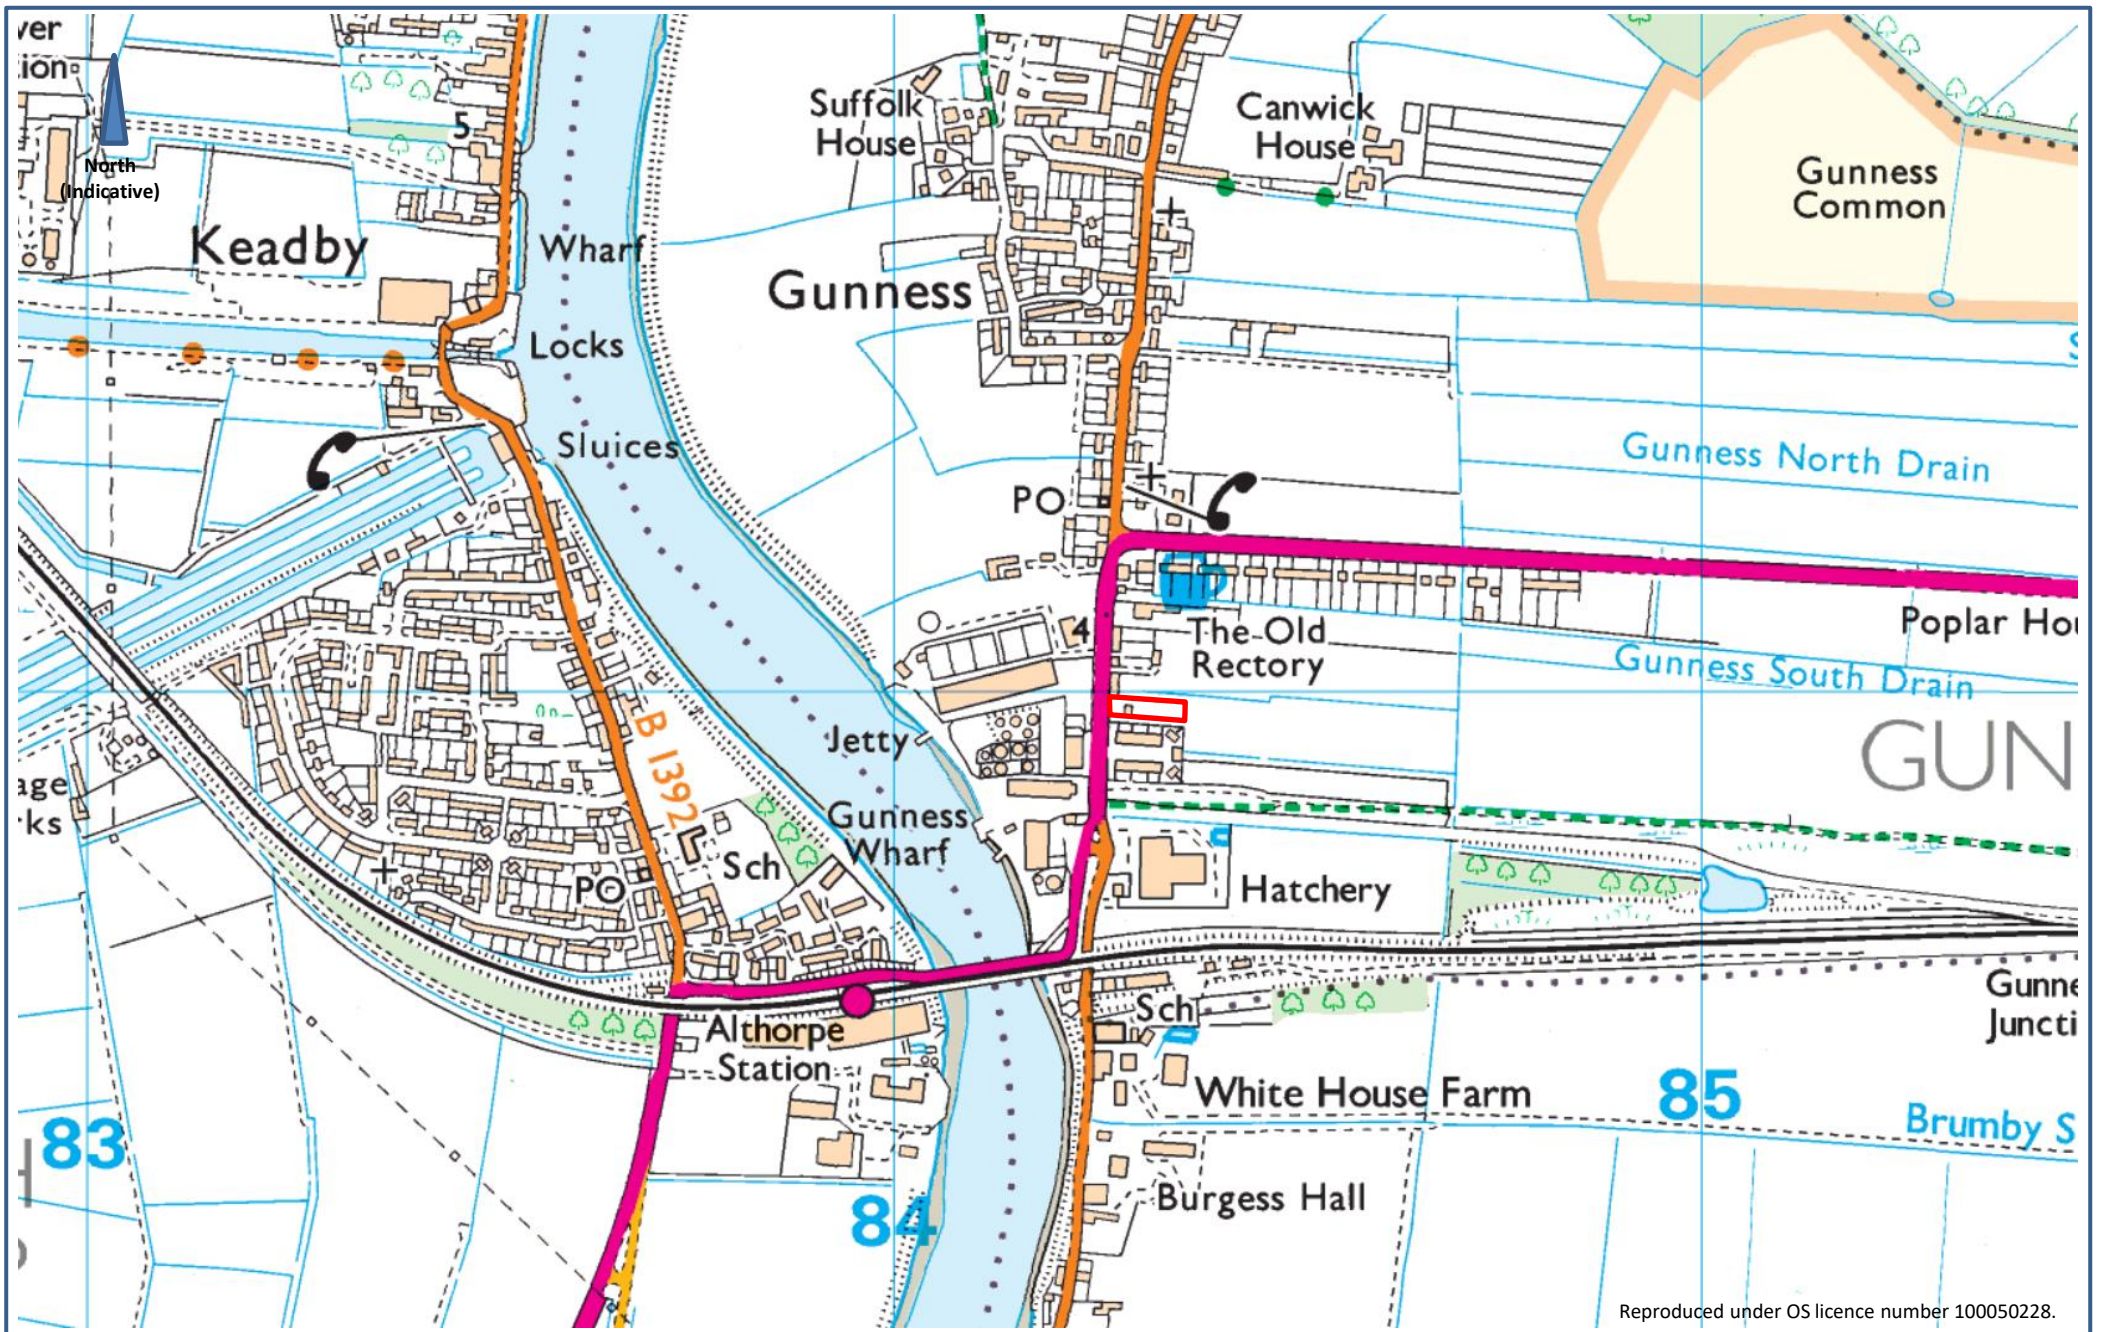 ver
ion
North
(Indicative)
5
Keadby
Wharf
Locks
Sluices
Suffolk
House
Canwick
House
Gunness
Common
Gunness
PO
Gunness North Drain
Poplar Hou
4
The Old
Rectory
Gunness South Drain
GUN
B 1392
Jetty
Gunness
Wharf
Sch
PO
age
rks
Hatchery
Althorpe
Station
Sch
Gunne
Juncti
White House Farm
85
Brumby S
83
84
Burgess Hall
Reproduced under OS licence number 100050228.